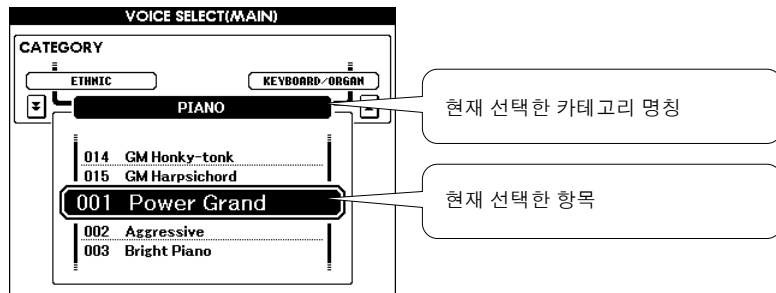 VOICE SELECT(MAIN)
CATEGORY
ETHNIC
KEYBOARD/ORGAN
PIANO
현재 선택한 카테고리 명칭
014 GM Honky-tonk
015 GM Harpsichord
001 Power Grand
현재 선택한 항목
002 Aggressive
003 Bright Piano